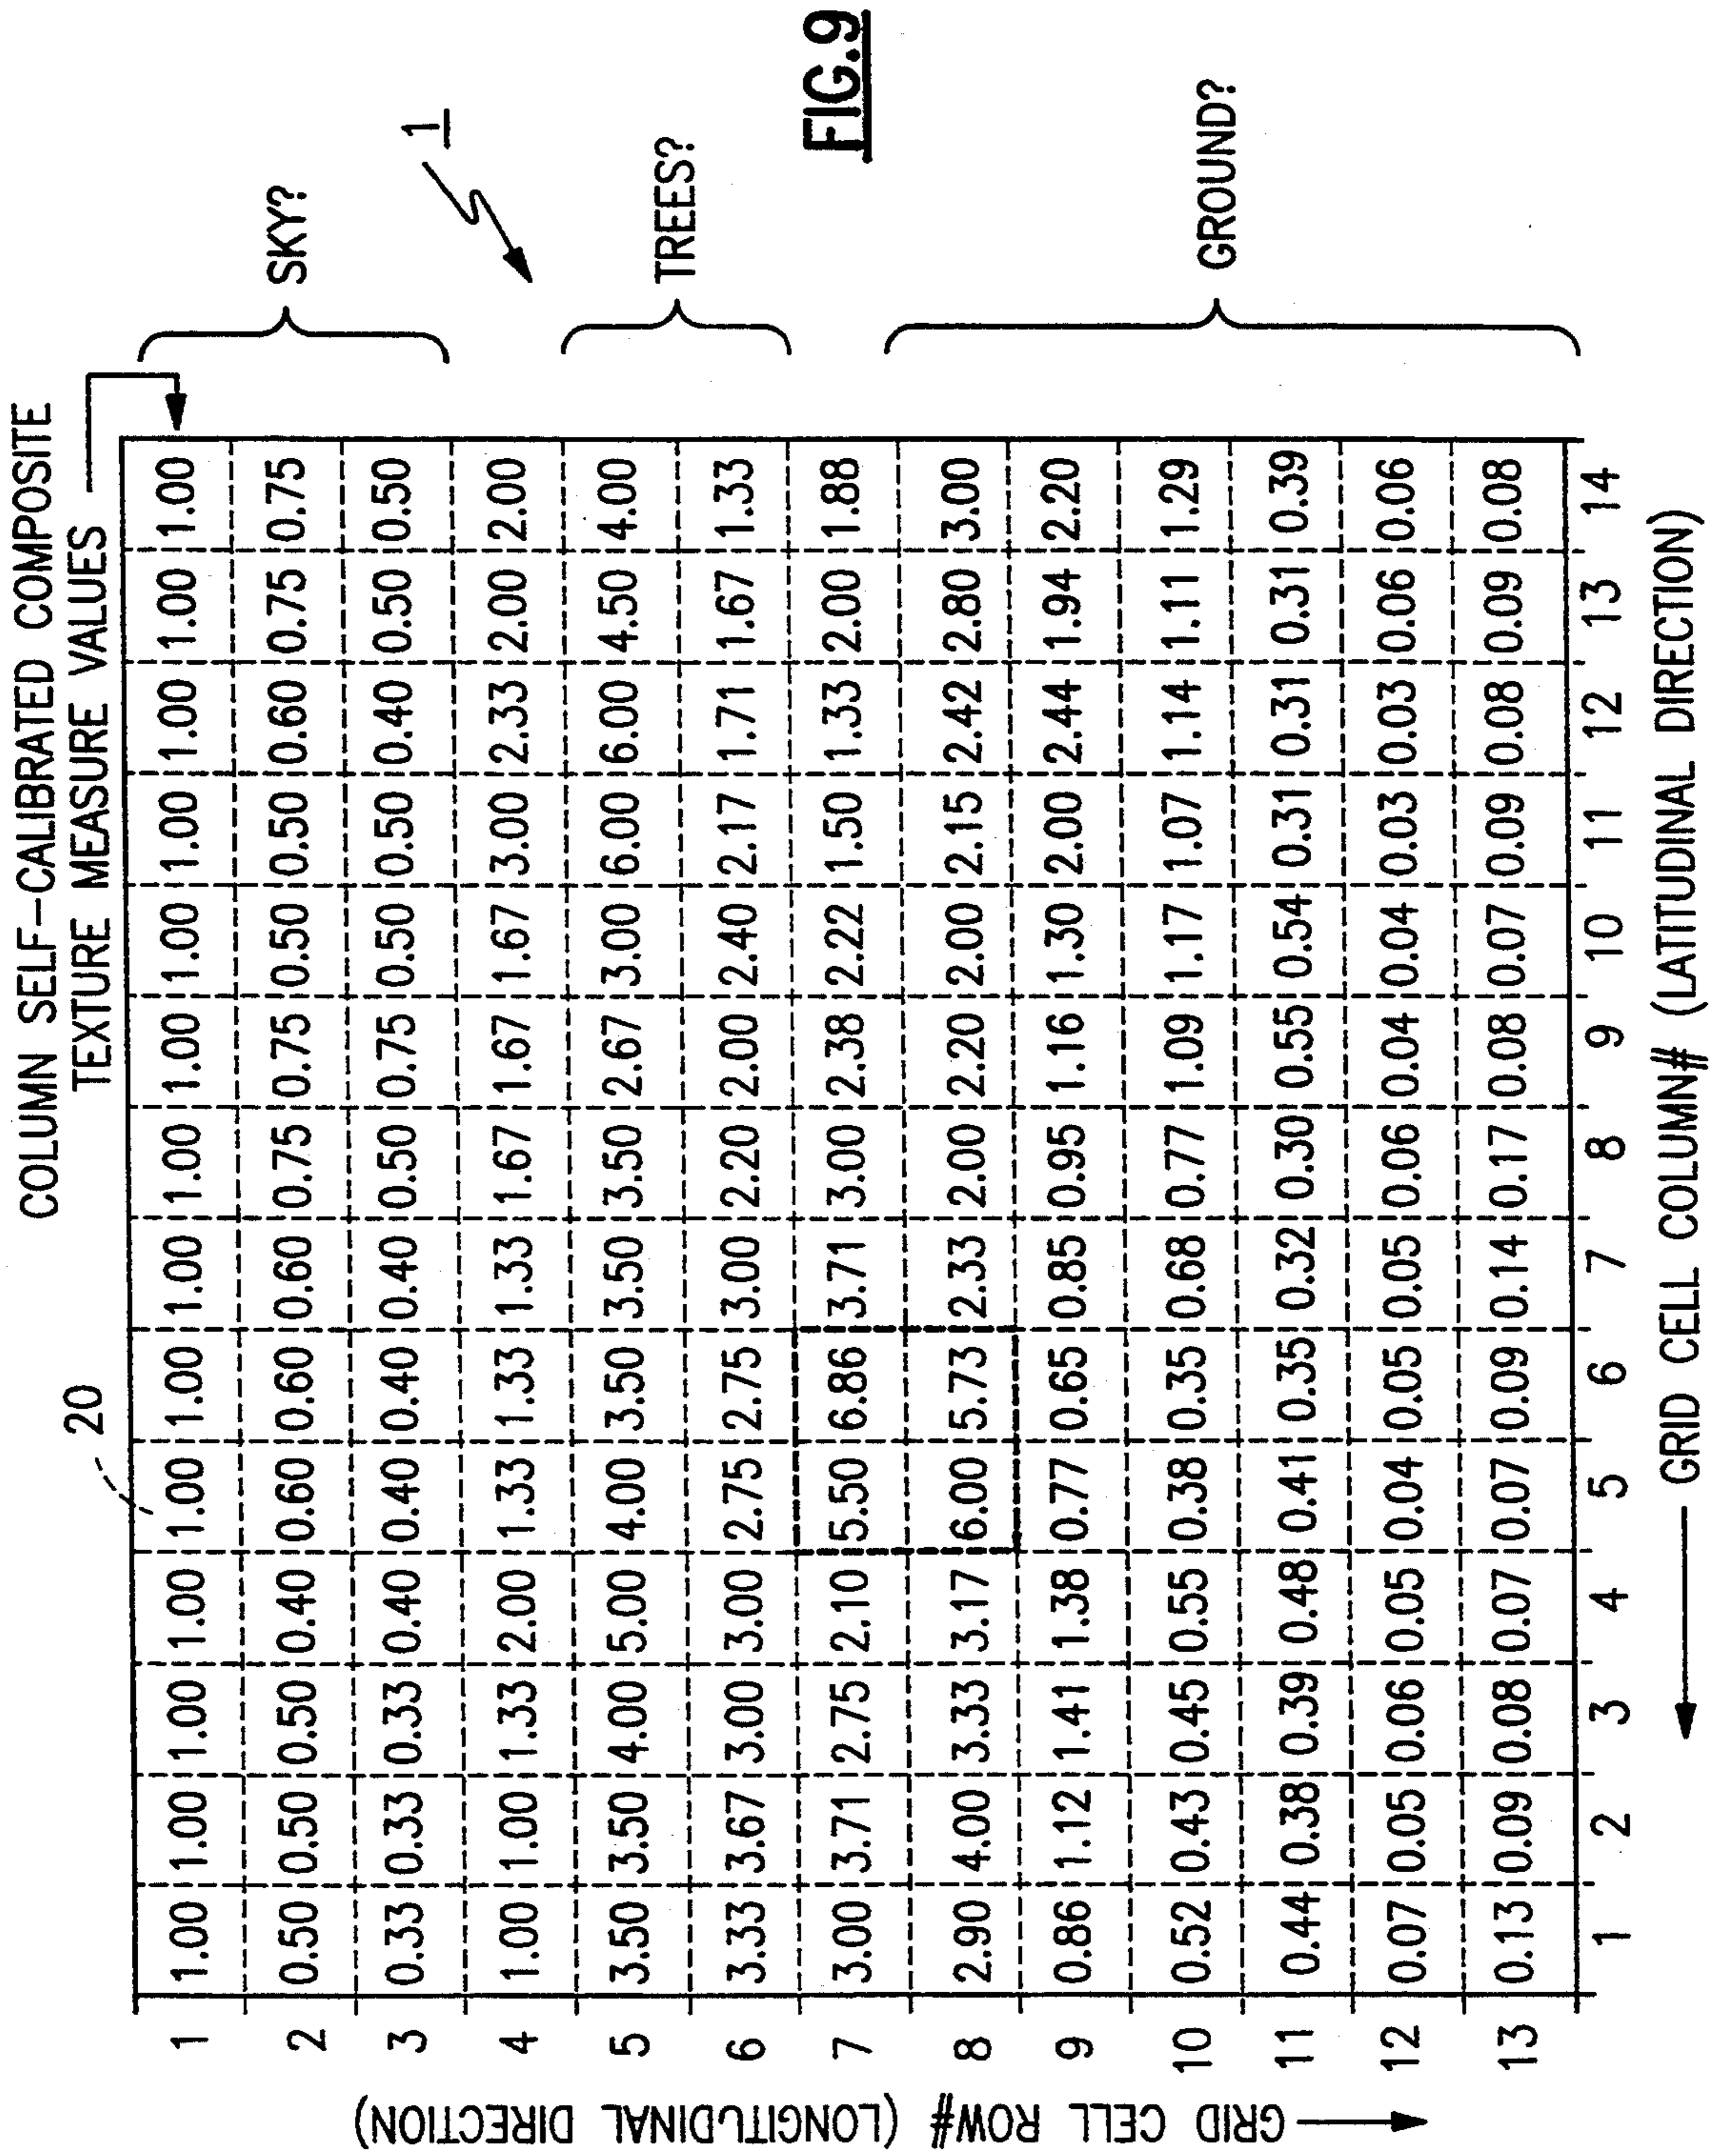 COLUMN SELF-CALIBRATED COMPOSITE
TEXTURE MEASURE VALUES
20
1 1.00 1.00 1.00 1.00 1.00 1.00 1.00 1.00 1.00 1.00 1.00 1.00 1.00 1.00
2 0.50 0.50 0.50 0.40 0.60 0.60 0.60 0.75 0.75 0.50 0.50 0.60 0.75 0.75
3 0.33 0.33 0.33 0.40 0.40 0.40 0.40 0.50 0.75 0.50 0.50 0.40 0.50 0.50
4 1.00 1.00 1.33 2.00 1.33 1.33 1.33 1.67 1.67 1.67 3.00 2.33 2.00 2.00
5 3.50 3.50 4.00 5.00 4.00 3.50 3.50 3.50 2.67 3.00 6.00 6.00 4.50 4.00
6 3.33 3.67 3.00 3.00 2.75 2.75 3.00 2.20 2.00 2.40 2.17 1.71 1.67 1.33
7 3.00 3.71 2.75 2.10 5.50 6.86 3.71 3.00 2.38 2.22 1.50 1.33 2.00 1.88
8 2.90 4.00 3.33 3.17 6.00 5.73 2.33 2.00 2.20 2.00 2.15 2.42 2.80 3.00
9 0.86 1.12 1.41 1.38 0.77 0.65 0.85 0.95 1.16 1.30 2.00 2.44 1.94 2.20
10 0.52 0.43 0.45 0.55 0.38 0.35 0.68 0.77 1.09 1.17 1.07 1.14 1.11 1.29
11 0.44 0.38 0.39 0.48 0.41 0.35 0.32 0.30 0.55 0.54 0.31 0.31 0.31 0.39
12 0.07 0.05 0.06 0.05 0.04 0.05 0.05 0.06 0.04 0.04 0.03 0.03 0.06 0.06
13 0.13 0.09 0.08 0.07 0.07 0.09 0.14 0.17 0.08 0.07 0.09 0.08 0.09 0.08
1 2 3 4 5 6 7 8 9 10 11 12 13 14
GRID CELL COLUMN# (LATITUDINAL DIRECTION)
GRID CELL ROW# (LONGITUDINAL DIRECTION)
SKY?
1
TREES?
GROUND?
FIG.9